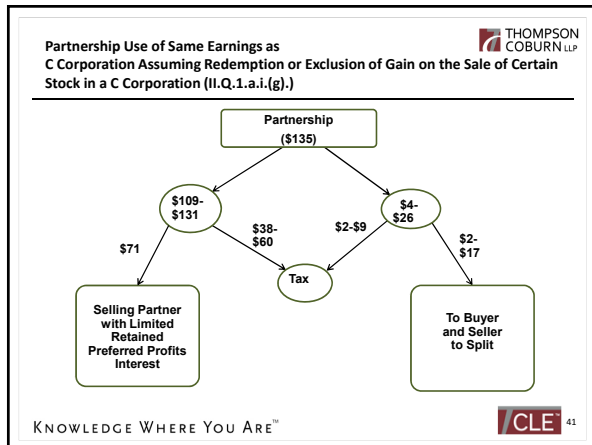 Partnership Use of Same Earnings as
C Corporation Assuming Redemption or Exclusion of Gain on the Sale of Certain
Stock in a C Corporation (II.Q.1.a.i.(g).)
THOMPSON
COBURN LLP
Partnership
($135)
$109-
$131
$4-
$26
$71
$38-
$60
$2-$9
$2-
$17
Tax
Selling Partner
with Limited
Retained
Preferred Profits
Interest
To Buyer
and Seller
to Split
KNOWLEDGE WHERE YOU ARE™
TCLE™ 41